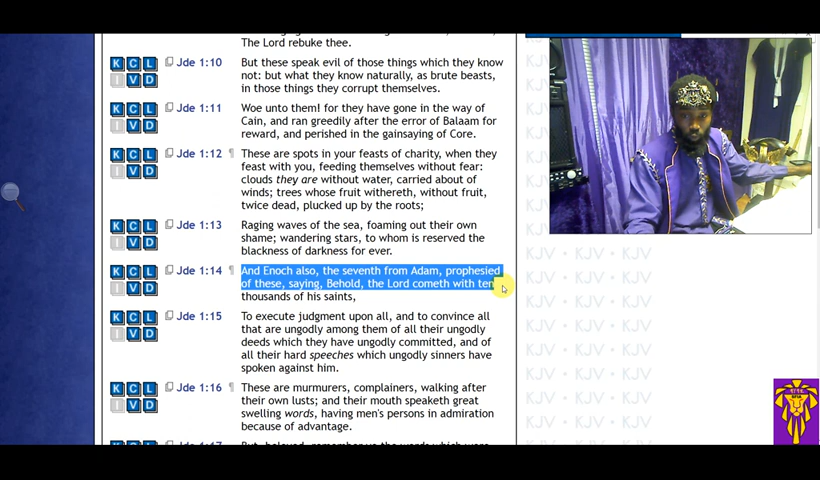 The Lord rebuke thee.
K C L Jde 1:10 But these speak evil of those things which they know
I V D not: but what they know naturally, as brute beasts,
in those things they corrupt themselves.
K C L Jde 1:11 Woe unto them! for they have gone in the way of
I V D Cain, and ran greedily after the error of Balaam for
reward, and perished in the gainsaying of Core.
K C L Jde 1:12 ¶ These are spots in your feasts of charity, when they
I V D feast with you, feeding themselves without fear:
clouds they are without water, carried about of
winds; trees whose fruit withereth, without fruit,
twice dead, plucked up by the roots;
K C L Jde 1:13 Raging waves of the sea, foaming out their own
I V D shame; wandering stars, to whom is reserved the
blackness of darkness for ever.
K C L Jde 1:14 ¶ And Enoch also, the seventh from Adam, prophesied
I V D of these, saying, Behold, the Lord cometh with ten
thousands of his saints,
K C L Jde 1:15 To execute judgment upon all, and to convince all
I V D that are ungodly among them of all their ungodly
deeds which they have ungodly committed, and of
all their hard speeches which ungodly sinners have
spoken against him.
K C L Jde 1:16 ¶ These are murmurers, complainers, walking after
I V D their own lusts; and their mouth speaketh great
swelling words, having men's persons in admiration
because of advantage.
KJV • KJV • KJV
KJV • KJV • KJV
KJV • KJV • KJV
KJV • KJV • KJV
KJV • KJV • KJV
KJV • KJV • KJV
KJV • KJV • KJV
KJV • KJV • KJV